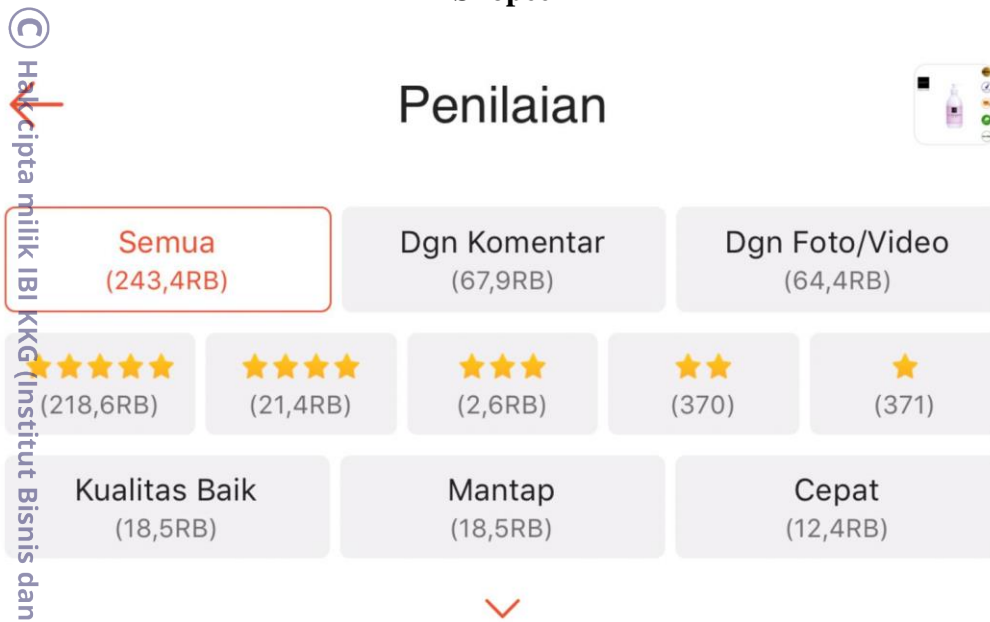 Penilaian
Semua
(243,4RB)
Dgn Komentar
(67,9RB)
Dgn Foto/Video
(64,4RB)
(218,6RB)
(21,4RB)
(2,6RB)
(370)
(371)
Kualitas Baik
(18,5RB)
Mantap
(18,5RB)
Cepat
(12,4RB)
© Hak cipta milik IBI KKG (Institut Bisnis dan